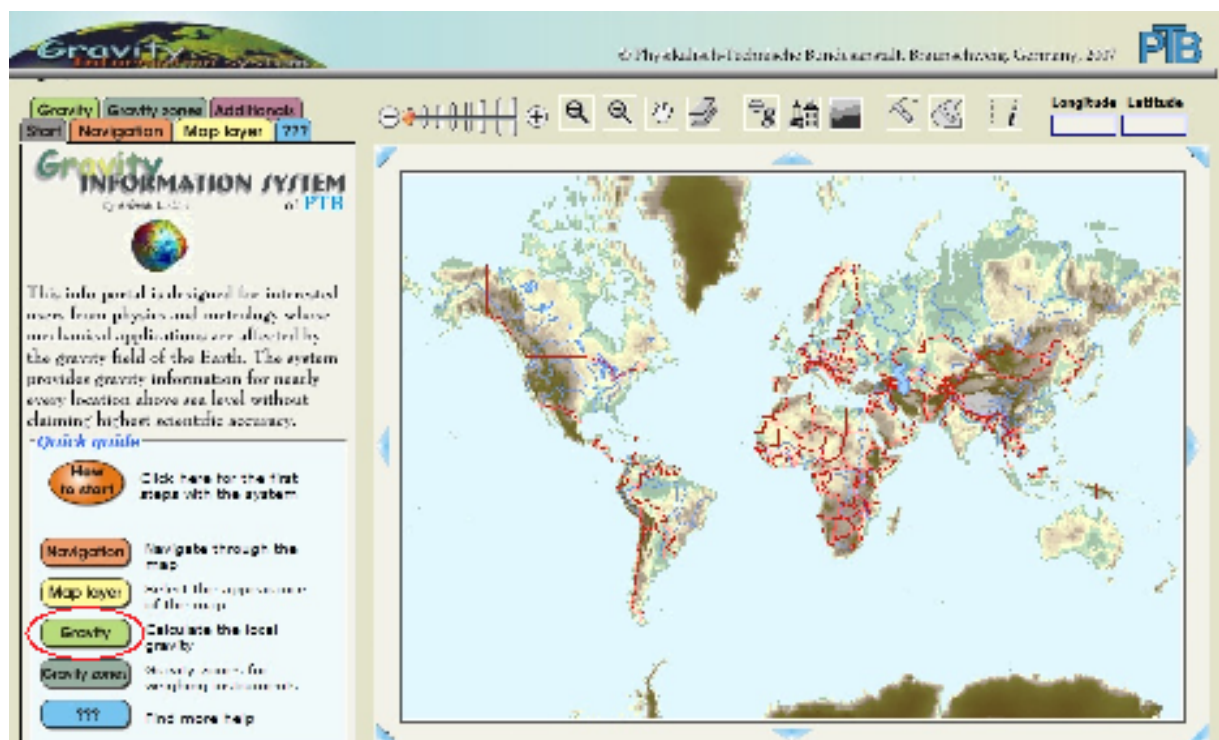 Gravity
Information System
© Physikalisch-Technische Bundesanstalt, Braunschweig, Germany, 2007
PTB
Gravity Gravity zones Additionals
Start Navigation Map layer ???
Longitude Latitude
Gravity
INFORMATION SYSTEM
of PTB
This info portal is designed for interested
users from physics and metrology whose
mechanical applications are affected by
the gravity field of the Earth. The system
provides gravity information for nearly
every location above sea level without
claiming highest scientific accuracy.
Quick guide
How
to start
Click here for the first
steps with the system
Navigation
Navigate through the
map
Map layer
Select the appearance
of the map
Gravity
Calculate the local
gravity
Gravity zones
Gravity zones for
weighing instruments
???
Find more help